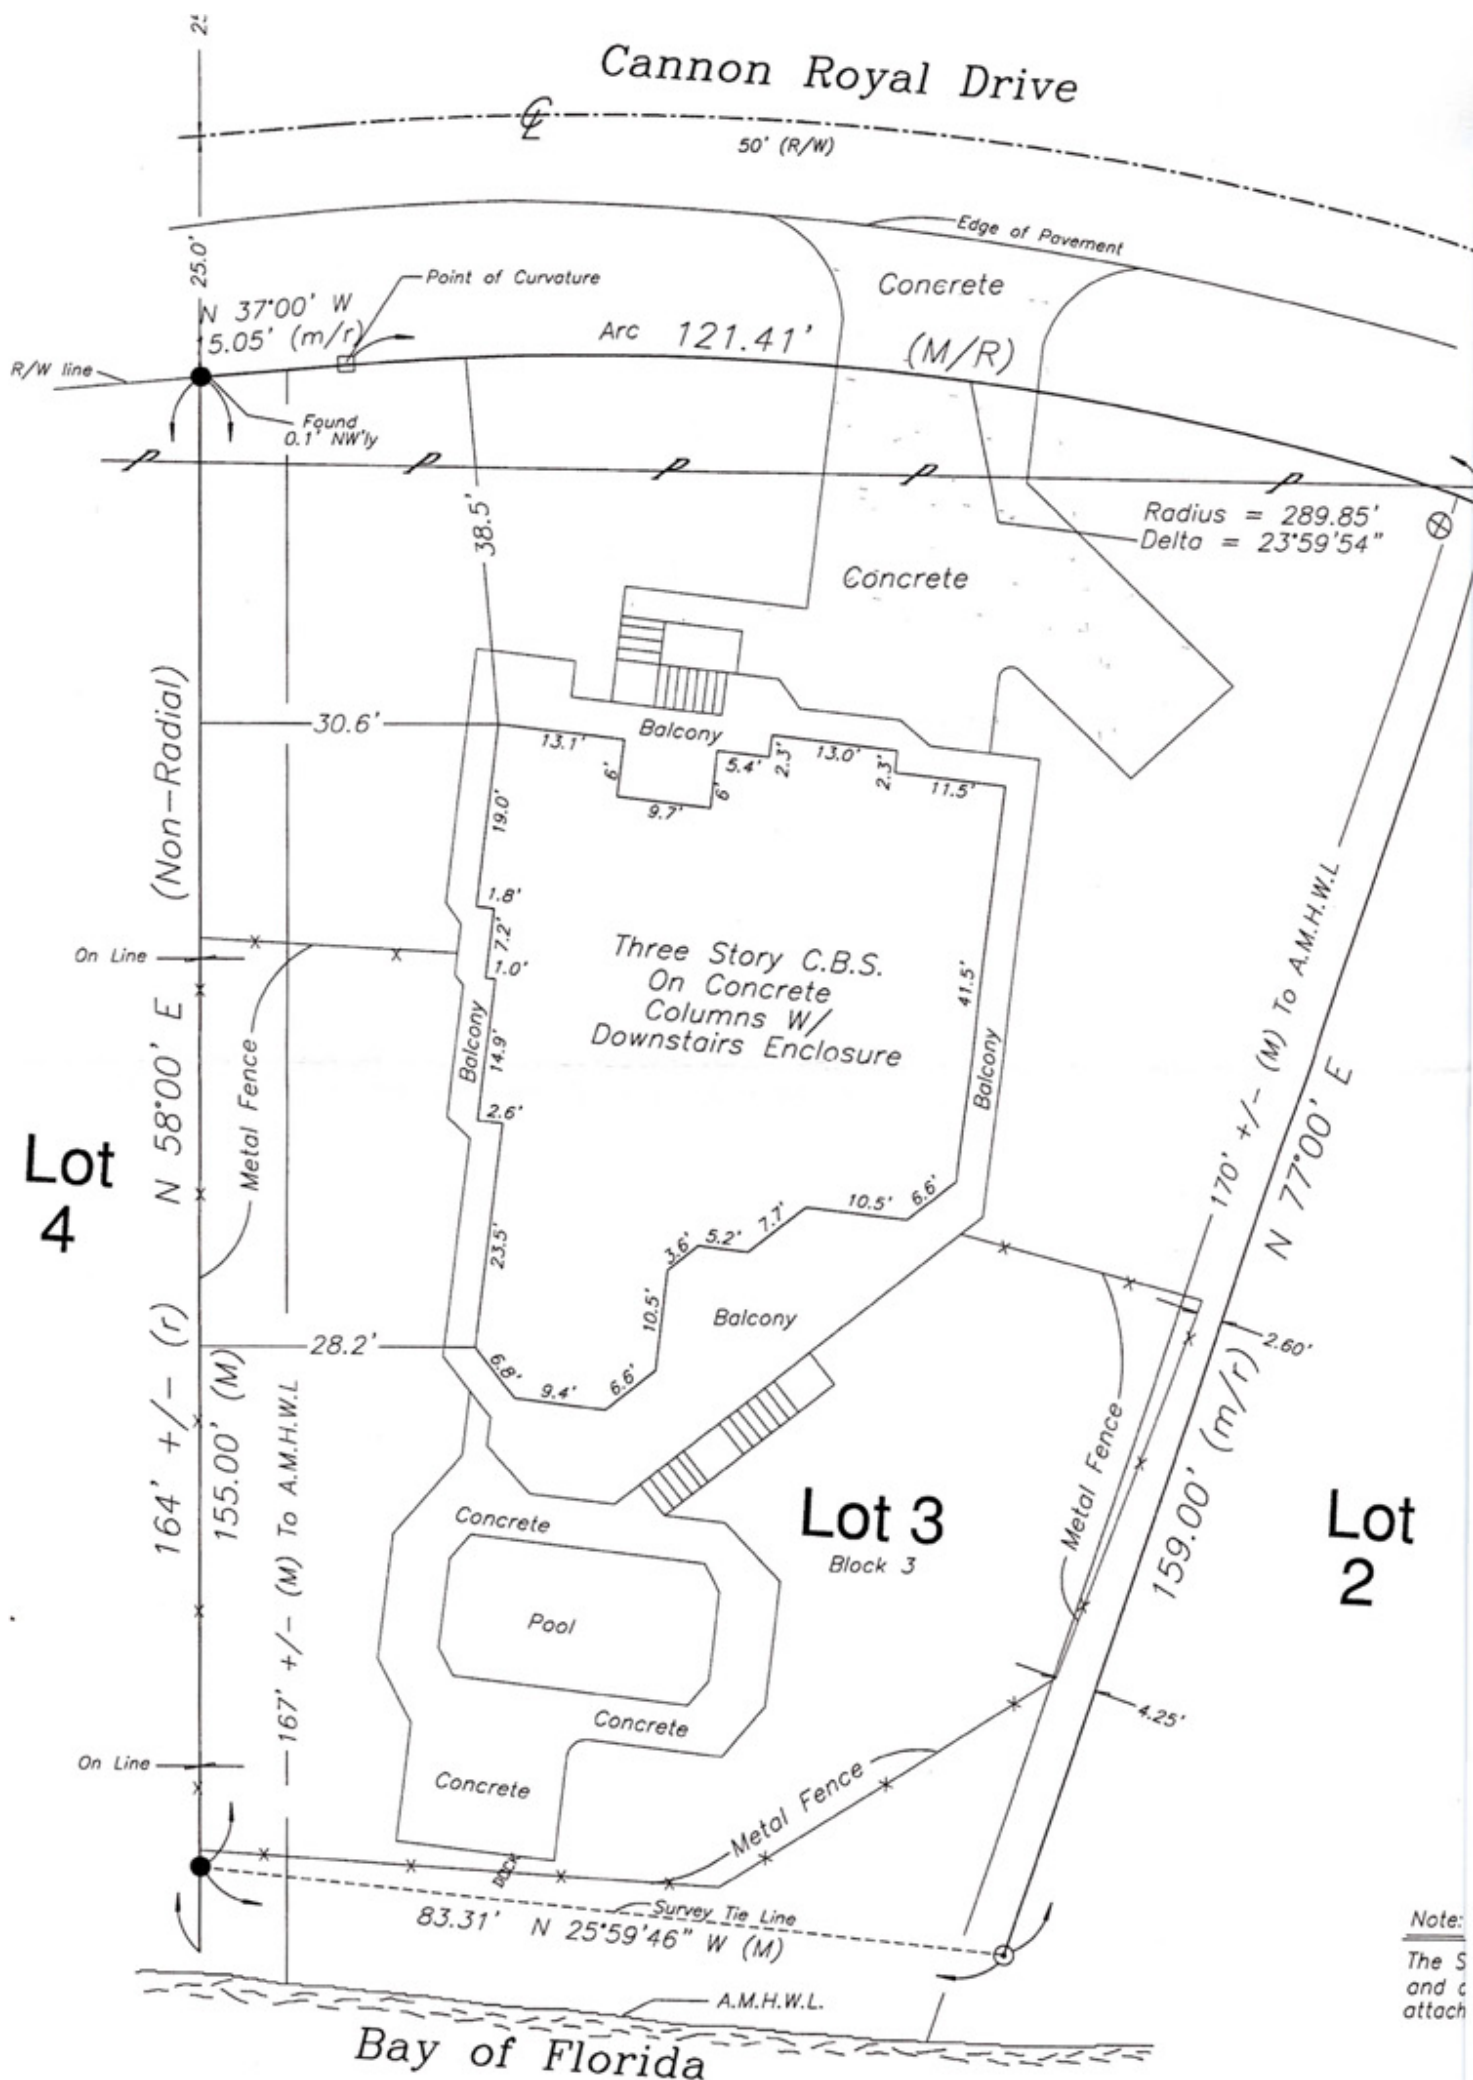 25
Cannon Royal Drive
℄
50' (R/W)
Edge of Pavement
25.0'
Point of Curvature
Concrete
N 37°00' W
15.05' (m/r)
Arc 121.41' (M/R)
R/W line
Found
0.1' NW'ly
P P P P P
38.5'
Radius = 289.85'
Delta = 23°59'54"
Concrete
30.6'
Balcony
13.1'
6'
9.7'
6'
5.4'
2.3'
13.0'
2.3'
11.5'
19.0'
1.8'
7.2'
1.0'
14.9'
2.6'
23.5'
41.5'
Balcony
Balcony
Three Story C.B.S.
On Concrete
Columns W/
Downstairs Enclosure
On Line
Metal Fence
N 58°00' E (Non-Radial)
164' +/- (r)
155.00' (M)
167' +/- (M) To A.M.H.W.L
170' +/- (M) To A.M.H.W.L
N 77°00' E
159.00' (m/r)
Lot
4
28.2'
6.8'
9.4'
6.6'
10.5'
3.6'
5.2'
7.7'
10.5'
6.6'
Balcony
2.60'
Metal Fence
Lot 3
Block 3
Lot
2
Concrete
Pool
Concrete
Concrete
4.25'
On Line
Metal Fence
DOCK
Survey Tie Line
83.31' N 25°59'46" W (M)
A.M.H.W.L.
Bay of Florida
Note:
The S
and
attach